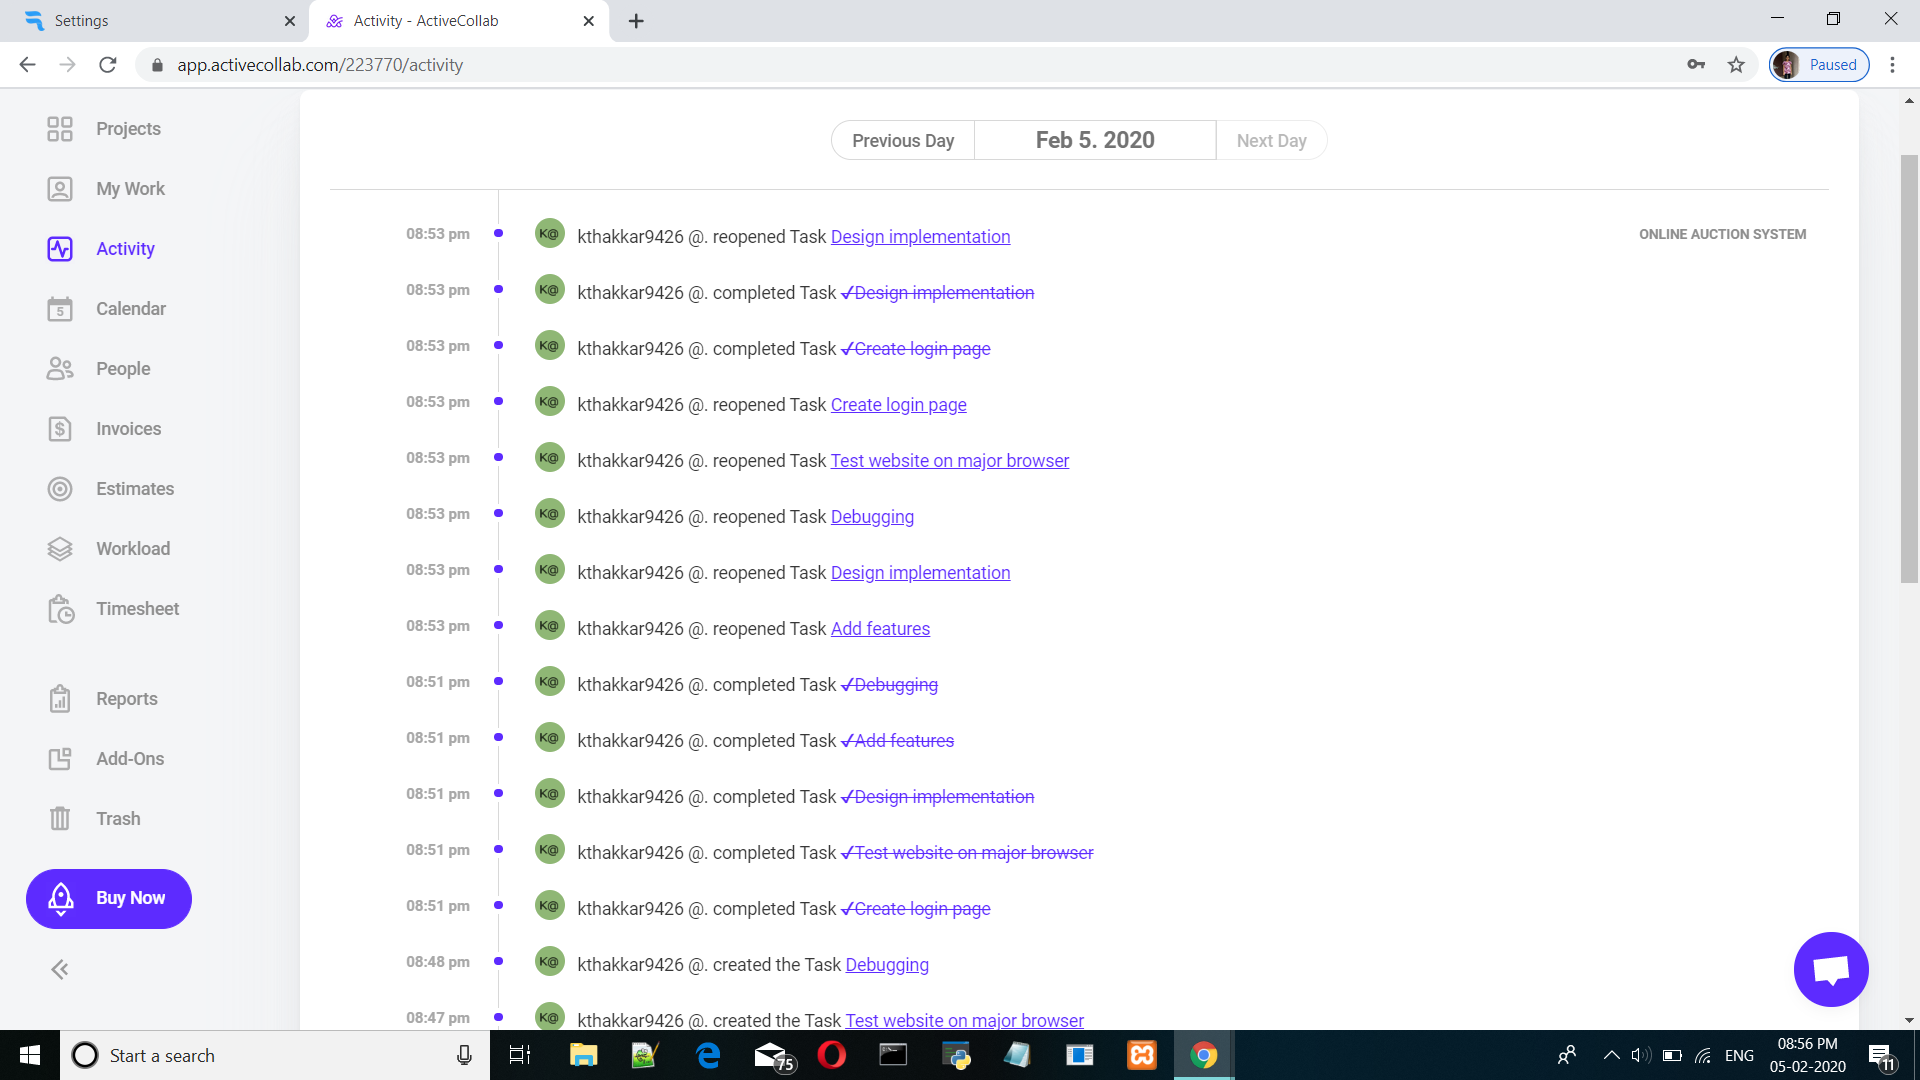 Settings
Activity - ActiveCollab
app.activecollab.com/223770/activity
Paused
Projects
My Work
Activity
5
Calendar
People
Invoices
Estimates
Workload
Timesheet
Reports
Add-Ons
Trash
Buy Now
Previous Day
Feb 5. 2020
Next Day
08:53 pm K@ kthakkar9426 @. reopened Task Design implementation ONLINE AUCTION SYSTEM
08:53 pm K@ kthakkar9426 @. completed Task ✓Design implementation
08:53 pm K@ kthakkar9426 @. completed Task ✓Create login page
08:53 pm K@ kthakkar9426 @. reopened Task Create login page
08:53 pm K@ kthakkar9426 @. reopened Task Test website on major browser
08:53 pm K@ kthakkar9426 @. reopened Task Debugging
08:53 pm K@ kthakkar9426 @. reopened Task Design implementation
08:53 pm K@ kthakkar9426 @. reopened Task Add features
08:51 pm K@ kthakkar9426 @. completed Task ✓Debugging
08:51 pm K@ kthakkar9426 @. completed Task ✓Add features
08:51 pm K@ kthakkar9426 @. completed Task ✓Design implementation
08:51 pm K@ kthakkar9426 @. completed Task ✓Test website on major browser
08:51 pm K@ kthakkar9426 @. completed Task ✓Create login page
08:48 pm K@ kthakkar9426 @. created the Task Debugging
08:47 pm K@ kthakkar9426 @. created the Task Test website on major browser
Start a search
75
ENG
08:56 PM
05-02-2020
11